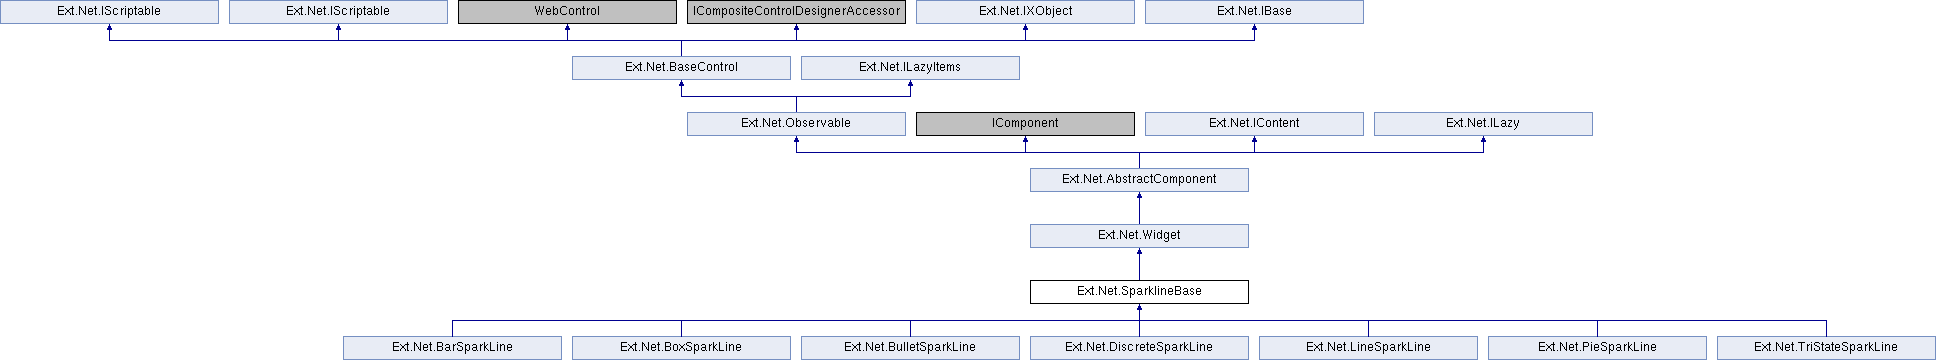 Ext.Net.IScriptable
Ext.Net.IScriptable
WebControl
ICompositeControlDesignerAccessor
Ext.Net.IXObject
Ext.Net.IBase
Ext.Net.BaseControl
Ext.Net.ILazyItems
Ext.Net.Observable
IComponent
Ext.Net.IContent
Ext.Net.ILazy
Ext.Net.AbstractComponent
Ext.Net.Widget
Ext.Net.SparklineBase
Ext.Net.BarSparkLine
Ext.Net.BoxSparkLine
Ext.Net.BulletSparkLine
Ext.Net.DiscreteSparkLine
Ext.Net.LineSparkLine
Ext.Net.PieSparkLine
Ext.Net.TriStateSparkLine